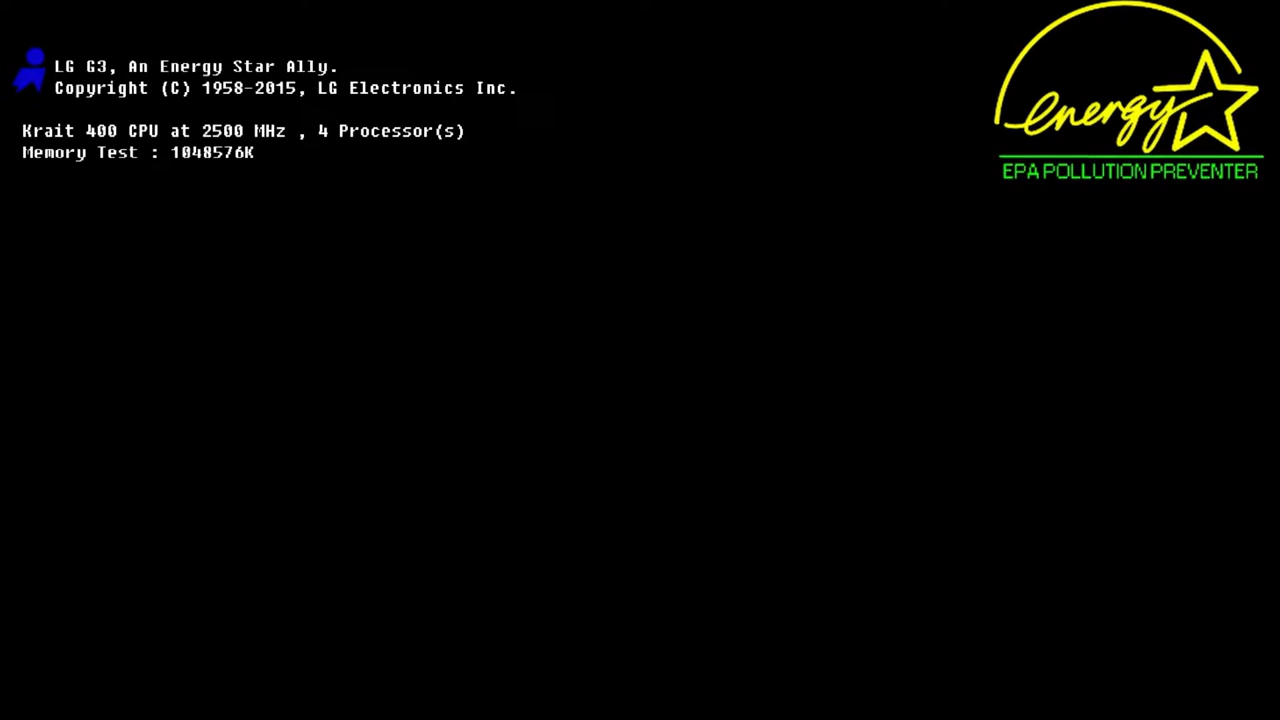 LG G3, An Energy Star Ally.
Copyright (C) 1958-2015, LG Electronics Inc.
Krait 400 CPU at 2500 MHz , 4 Processor(s)
Memory Test : 1048576K
energy
EPA POLLUTION PREVENTER